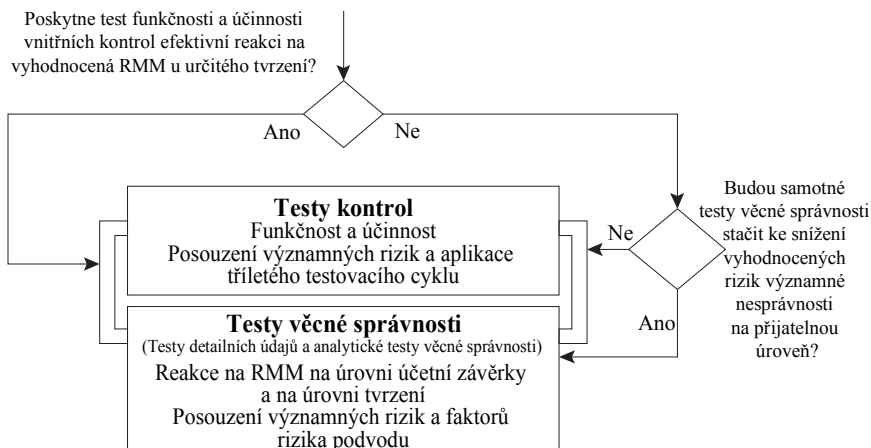 Poskytne test funkčnosti a účinnosti
vnitřních kontrol efektivní reakci na
vyhodnocená RMM u určitého tvrzení?
Ano
Ne
Testy kontrol
Funkčnost a účinnost
Posouzení významných rizik a aplikace
tříletého testovacího cyklu
Ne
Budou samotné
testy věcné správnosti
stačit ke snížení
vyhodnocených
rizik významné
nesprávnosti
na přijatelnou
úroveň?
Ano
Testy věcné správnosti
(Testy detailních údajů a analytické testy věcné správnosti)
Reakce na RMM na úrovni účetní závěrky
a na úrovni tvrzení
Posouzení významných rizik a faktorů
rizika podvodu